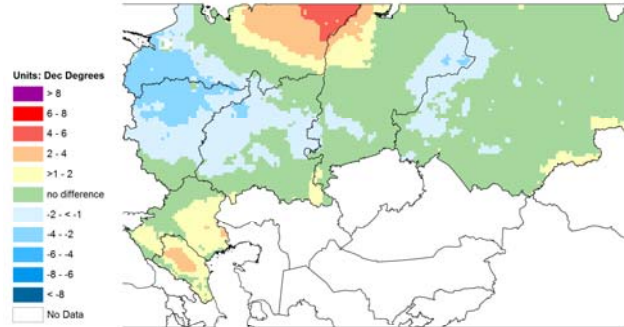 Units: Dec Degrees
> 8
6 - 8
4 - 6
2 - 4
>1 - 2
no difference
-2 - < -1
-4 - -2
-6 - -4
-8 - -6
< -8
No Data